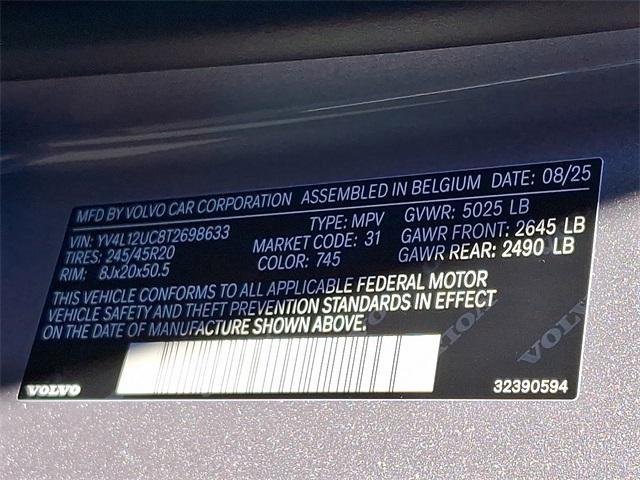 MFD BY VOLVO CAR CORPORATION ASSEMBLED IN BELGIUM DATE: 08/25
VIN: YV4L12UC8T2698633 TYPE: MPV GVWR: 5025 LB
TIRES: 245/45R20 MARKET CODE: 31 GAWR FRONT: 2645 LB
RIM: 8Jx20x50.5 COLOR: 745 GAWR REAR: 2490 LB
THIS VEHICLE CONFORMS TO ALL APPLICABLE FEDERAL MOTOR
VEHICLE SAFETY AND THEFT PREVENTION STANDARDS IN EFFECT
ON THE DATE OF MANUFACTURE SHOWN ABOVE.
VOLVO 32390594